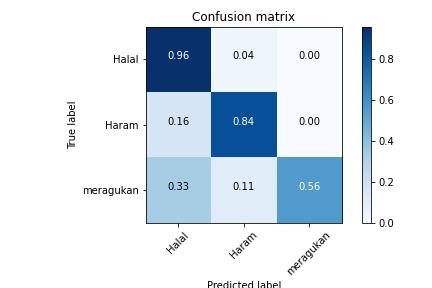 Confusion matrix
True label
Halal
0.96 0.04 0.00
Haram
0.16 0.84 0.00
meragukan
0.33 0.11 0.56
Halal Haram meragukan
Predicted label
0.8
0.6
0.4
0.2
0.0